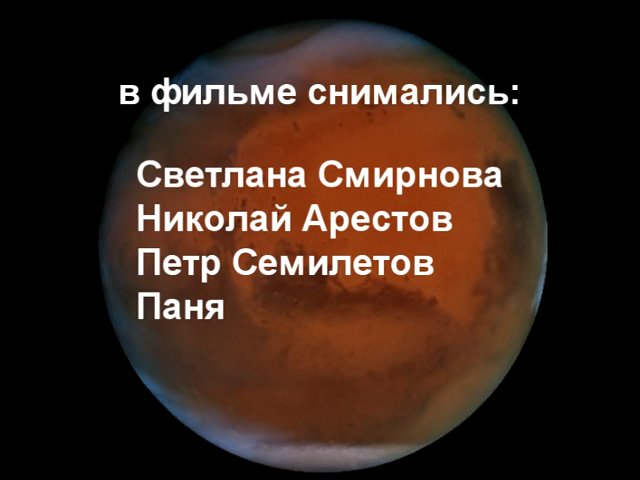 в фильме снимались:
Светлана Смирнова
Николай Арестов
Петр Семилетов
Паня